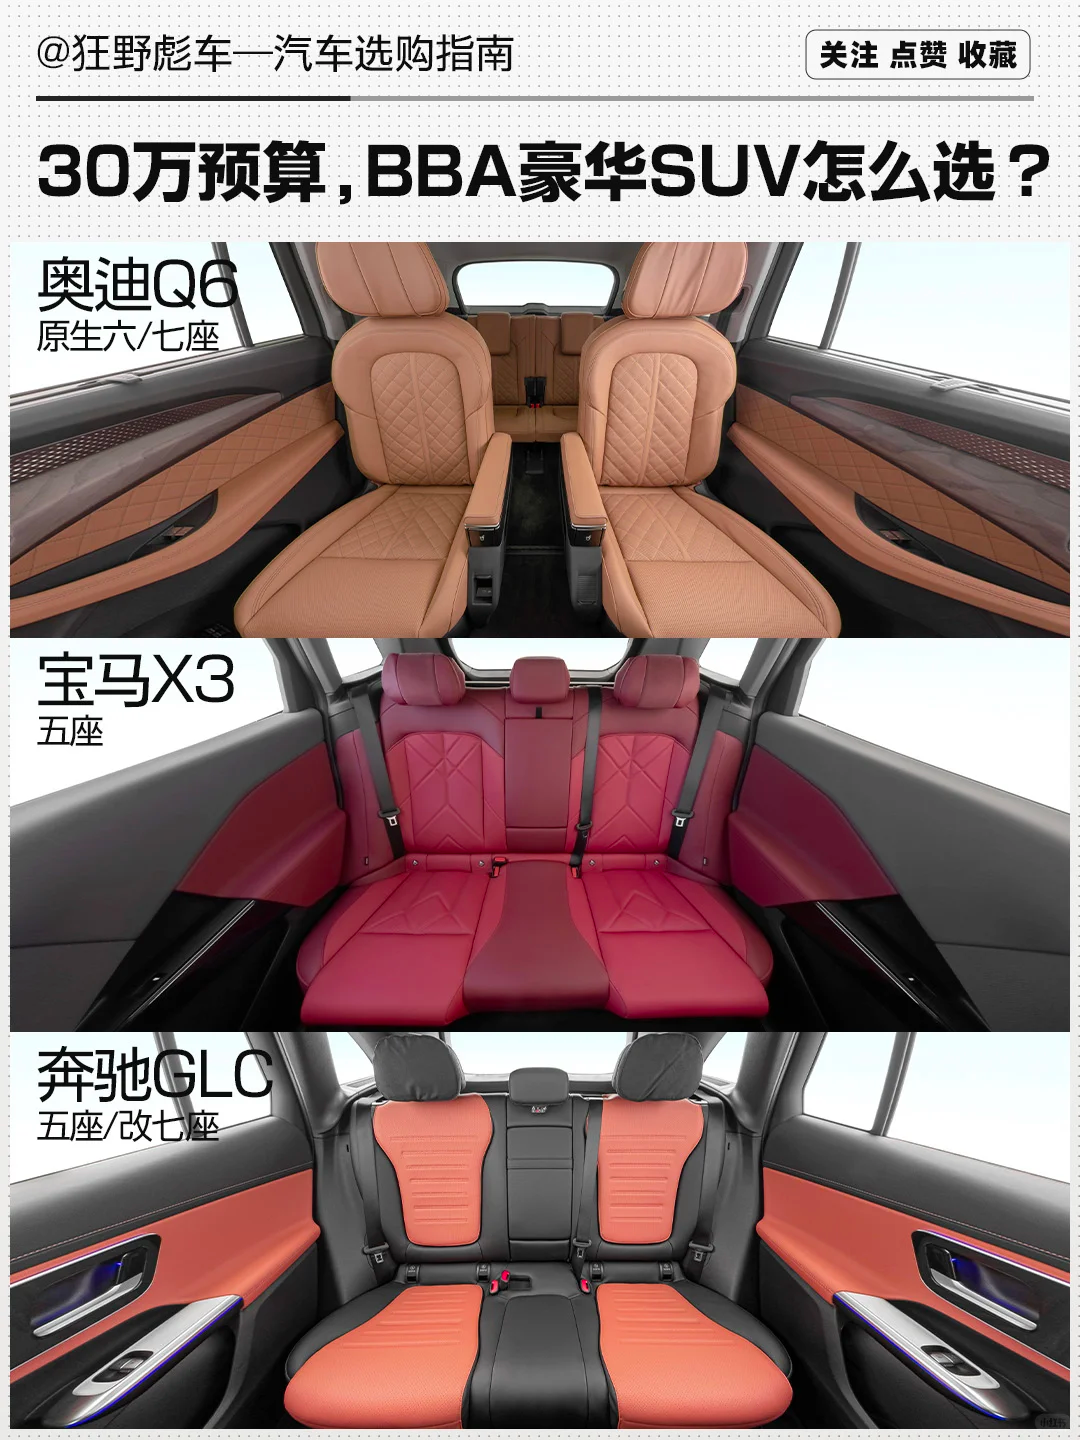 @狂野彪车—汽车选购指南
关注 点赞 收藏
30万预算,BBA豪华SUV怎么选？
奥迪Q6
原生六/七座
宝马X3
五座
奔驰GLC
五座/改七座